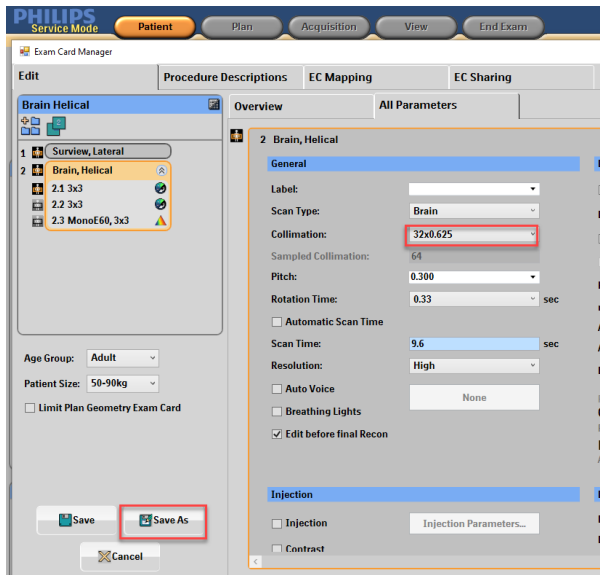 PHILIPS
Service Mode
Patient
Plan
Acquisition
View
End Exam
Exam Card Manager
Edit
Procedure Descriptions
EC Mapping
EC Sharing
Brain Helical
1 Surview, Lateral
2 Brain, Helical
2.1 3x3
2.2 3x3
2.3 MonoE60, 3x3
Age Group: Adult
Patient Size: 50-90kg
Limit Plan Geometry Exam Card
Save
Save As
Cancel
Overview
All Parameters
2 Brain, Helical
General
Label:
Scan Type: Brain
Collimation: 32x0.625
Sampled Collimation: 64
Pitch: 0.300
Rotation Time: 0.33 sec
Automatic Scan Time
Scan Time: 9.6 sec
Resolution: High
Auto Voice
None
Breathing Lights
Edit before final Recon
Injection
Injection
Injection Parameters...
Contrast